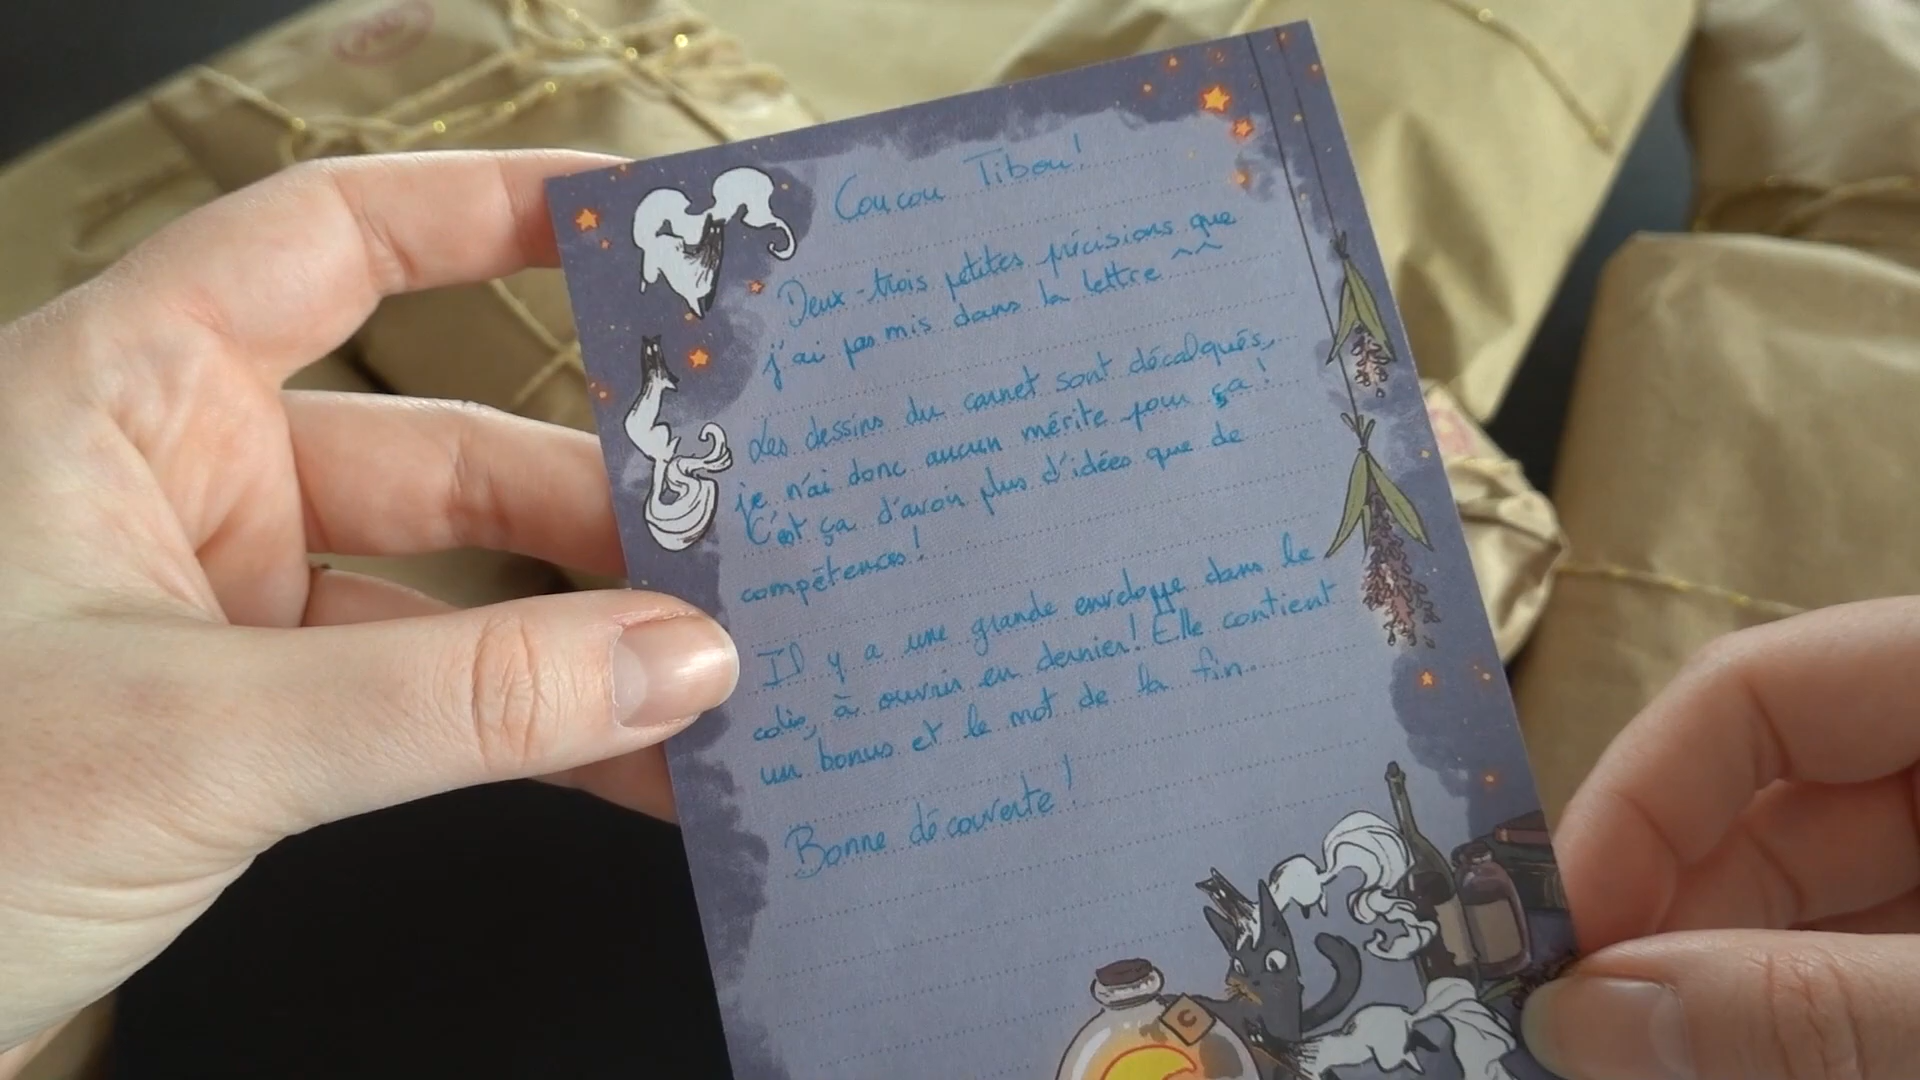 Coucou Tibou!
Deux-trois petites précisions que
j'ai pas mis dans la lettre ^^
Les dessins du carnet sont décalqués,
je n'ai donc aucun mérite pour ça!
C'est ça d'avoir plus d'idées que de
compétences!
Il y a une grande enveloppe dans le
colis, à ouvrir en dernier! Elle contient
un bonus et le mot de la fin..
Bonne découverte!
C